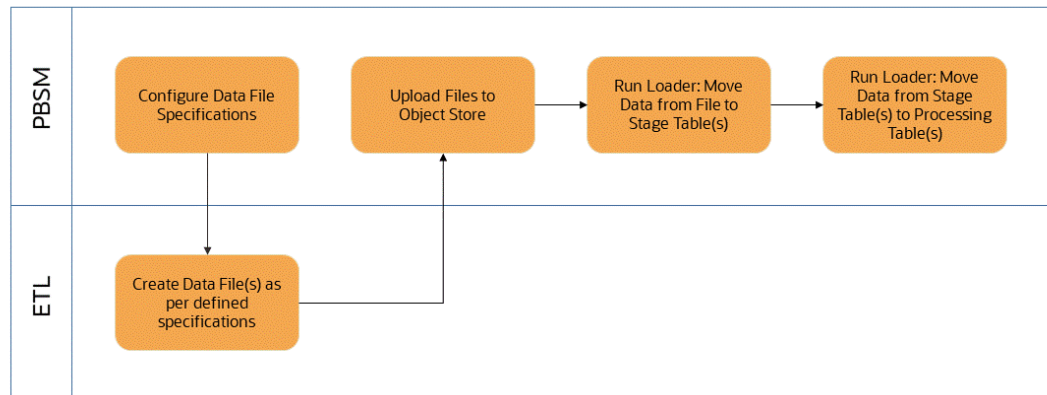 PBSM
Configure Data File
Specifications
Upload Files to
Object Store
Run Loader: Move
Data from File to
Stage Table(s)
Run Loader: Move
Data from Stage
Table(s) to Processing
Table(s)
ETL
Create Data File(s) as
per defined
specifications